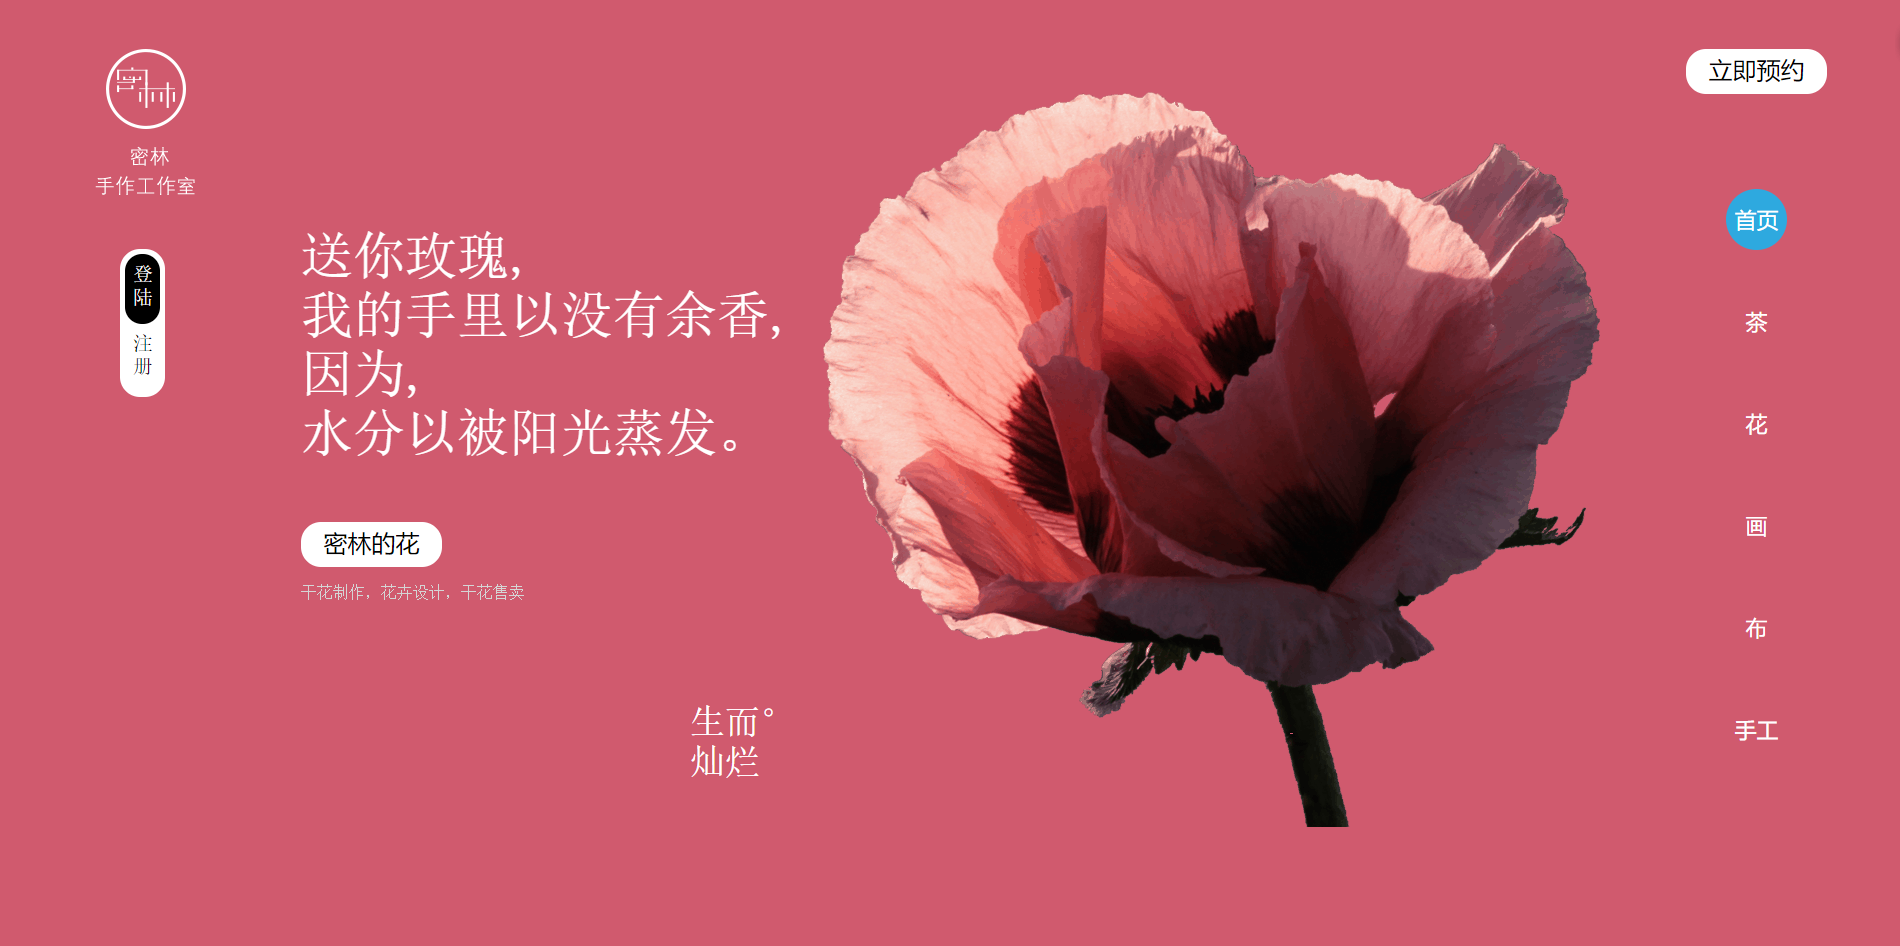 密林
密林
手作工作室
登
陆
注
册
送你玫瑰，
我的手里以没有余香，
因为，
水分以被阳光蒸发。
密林的花
干花制作，花卉设计，干花售卖
生而°
灿烂
立即预约
首页
茶
花
画
布
手工